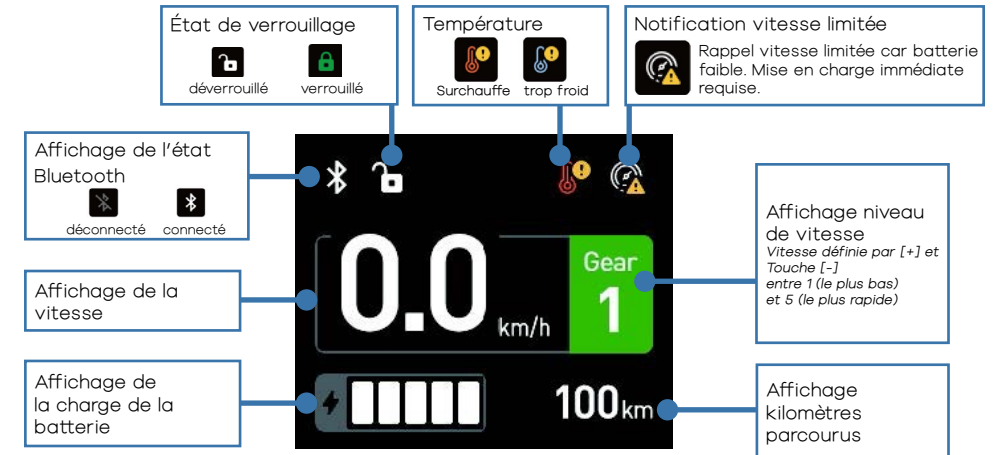 État de verrouillage
déverrouillé verrouillé
Température
Surchauffe trop froid
Notification vitesse limitée
Rappel vitesse limitée car batterie
faible. Mise en charge immédiate
requise.
Affichage de l'état
Bluetooth
déconnecté connecté
Affichage de la
vitesse
Affichage de
la charge de la
batterie
0.0
km/h
Gear
1
100 km
Affichage niveau
de vitesse
Vitesse définie par [+] et
Touche [-]
entre 1 (le plus bas)
et 5 (le plus rapide)
Affichage
kilomètres
parcourus